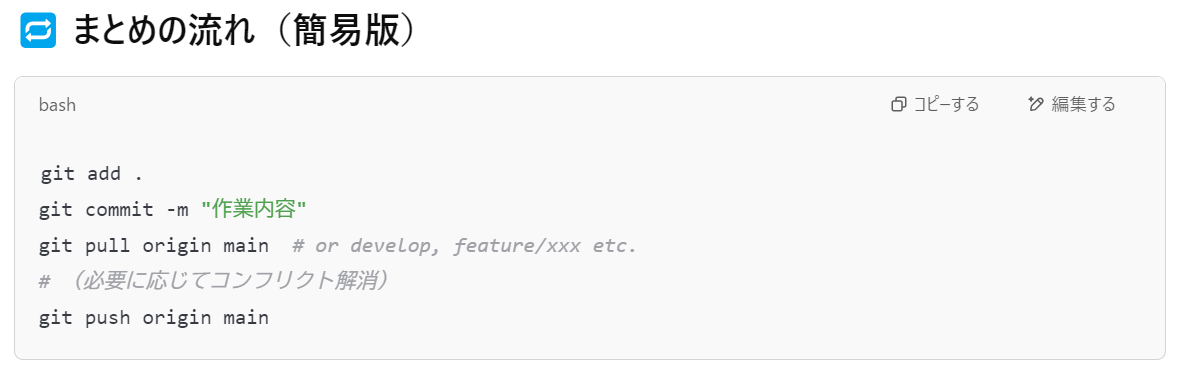 🔁 まとめの流れ（簡易版）
bash
コピーする
編集する
git add .
git commit -m "作業内容"
git pull origin main  # or develop, feature/xxx etc.
# （必要に応じてコンフリクト解消）
git push origin main